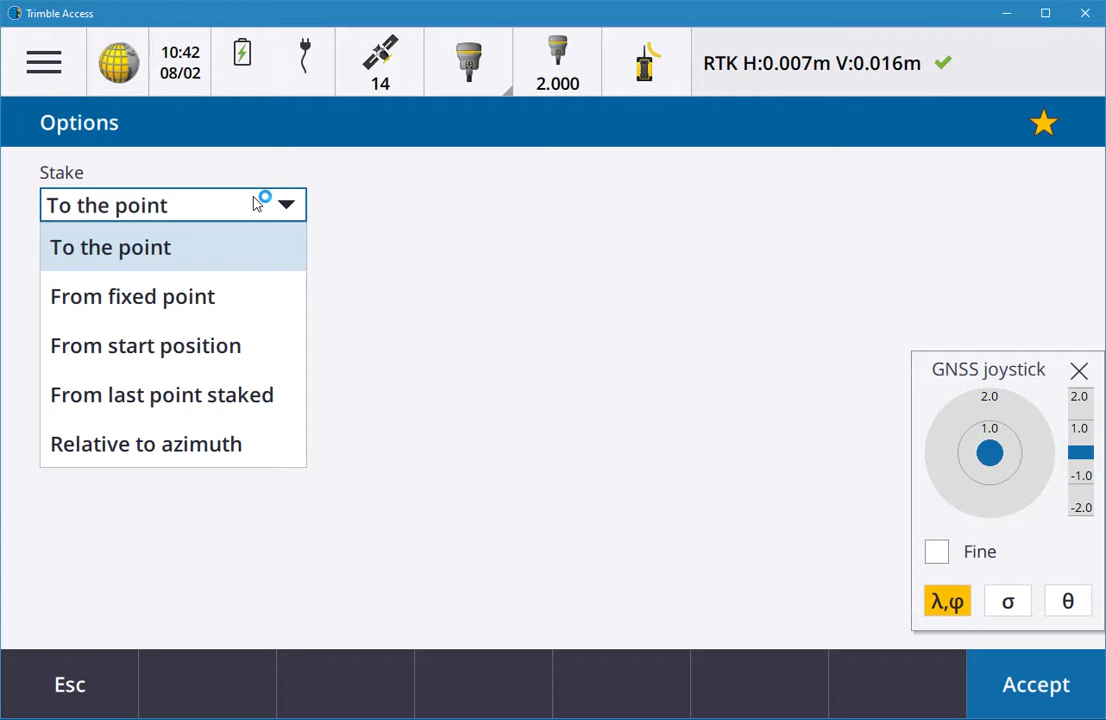 Trimble Access
10:42
08/02
14
2.000
RTK H:0.007m V:0.016m
Options
Stake
To the point
To the point
From fixed point
From start position
From last point staked
Relative to azimuth
GNSS joystick
2.0
1.0
2.0
1.0
-1.0
-2.0
Fine
λ,φ
σ
θ
Esc
Accept